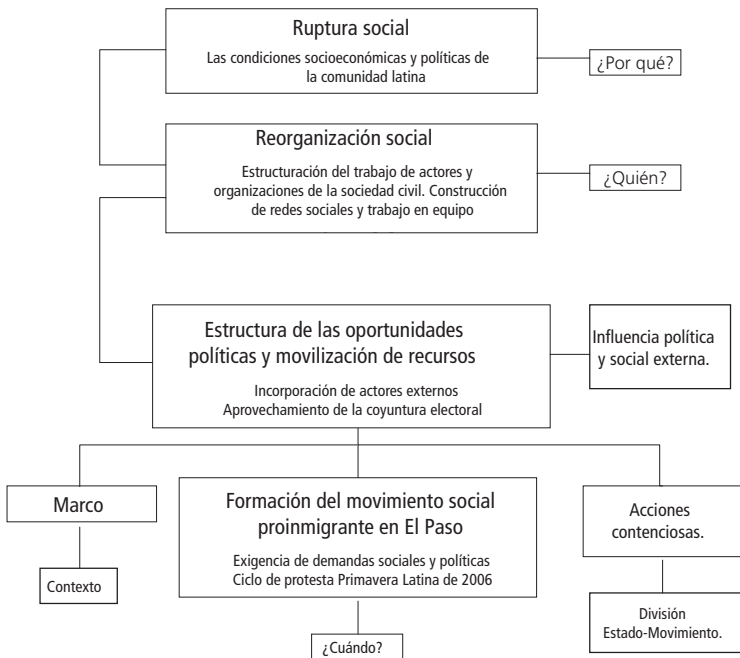 Ruptura social
Las condiciones socioeconómicas y políticas de
la comunidad latina
¿Por qué?
Reorganización social
Estructuración del trabajo de actores y
organizaciones de la sociedad civil. Construcción
de redes sociales y trabajo en equipo
¿Quién?
Estructura de las oportunidades
políticas y movilización de recursos
Incorporación de actores externos
Aprovechamiento de la coyuntura electoral
Influencia política
y social externa.
Marco
Contexto
Formación del movimiento social
proinmigrante en El Paso
Exigencia de demandas sociales y políticas
Ciclo de protesta Primavera Latina de 2006
¿Cuándo?
Acciones
contenciosas.
División
Estado-Movimiento.